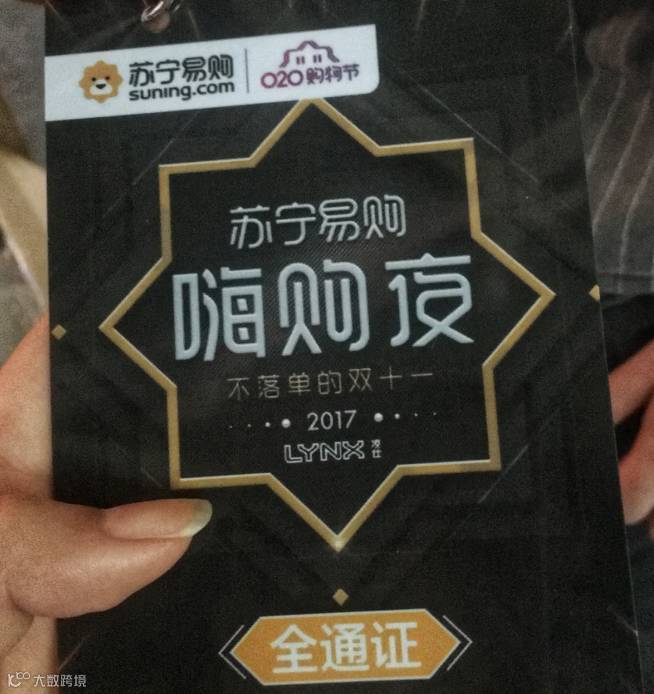 苏宁易购
suning.com
O2O购物节
苏宁易购
嗨购夜
不落单的双十一
2017
LYNX 凌仕
全通证
大数跨境